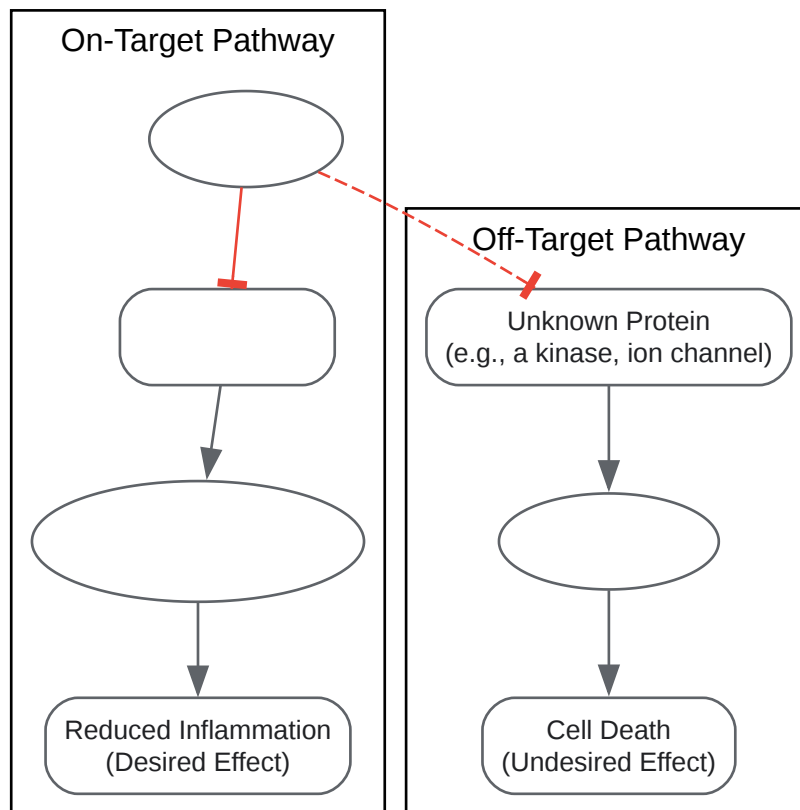 On-Target Pathway
Off-Target Pathway
Unknown Protein
(e.g., a kinase, ion channel)
Reduced Inflammation
(Desired Effect)
Cell Death
(Undesired Effect)